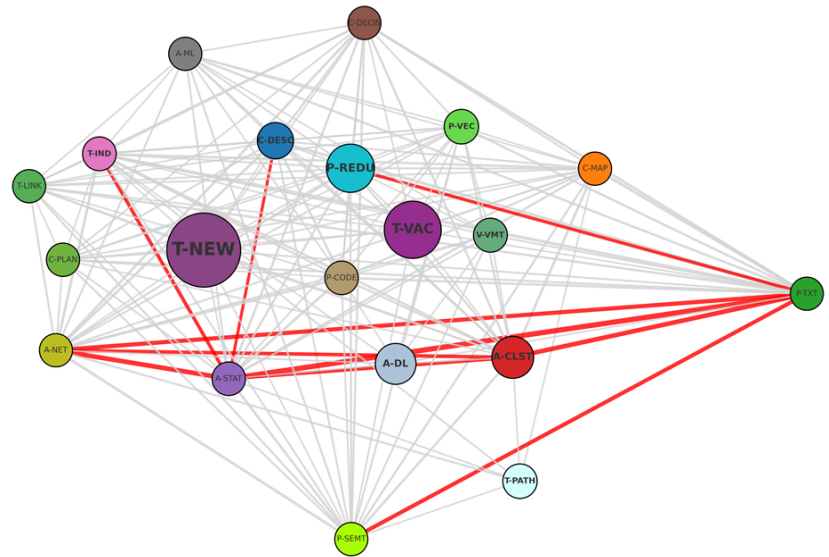 C-DECIS
A-ML
P-VEC
C-DESC
T-IND
P-REDU
C-MAP
T-LINK
T-VAC
V-VMT
T-NEW
C-PLAN
P-CODE
P-TXT
A-NET
A-CLST
A-DL
A-STAT
T-PATH
P-SEMT